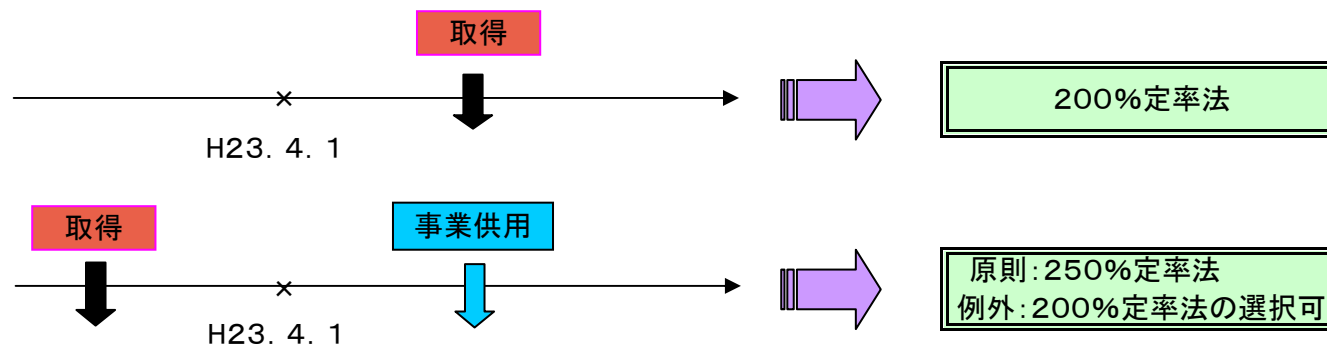 取得
200%定率法
H23.4.1
取得
事業供用
原則:250%定率法
例外:200%定率法の選択可
H23.4.1